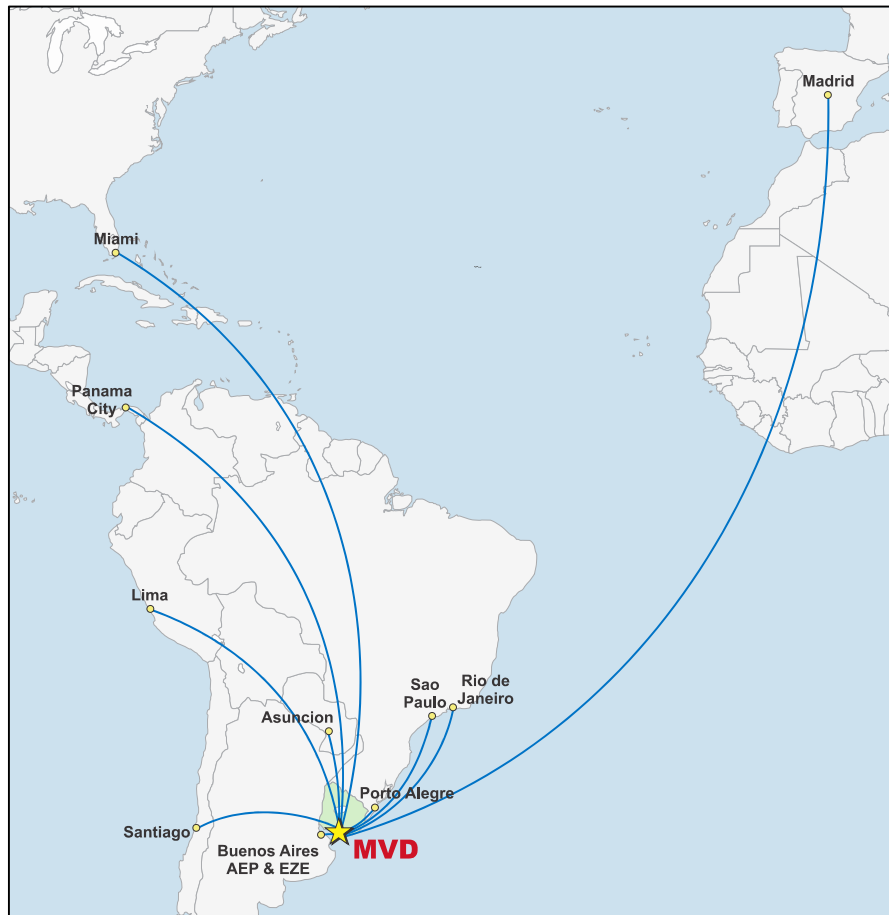 Madrid
Miami
Panama
City
Lima
Sao
Paulo
Rio de
Janeiro
Asuncion
Porto Alegre
Santiago
Buenos Aires
AEP & EZE
MVD